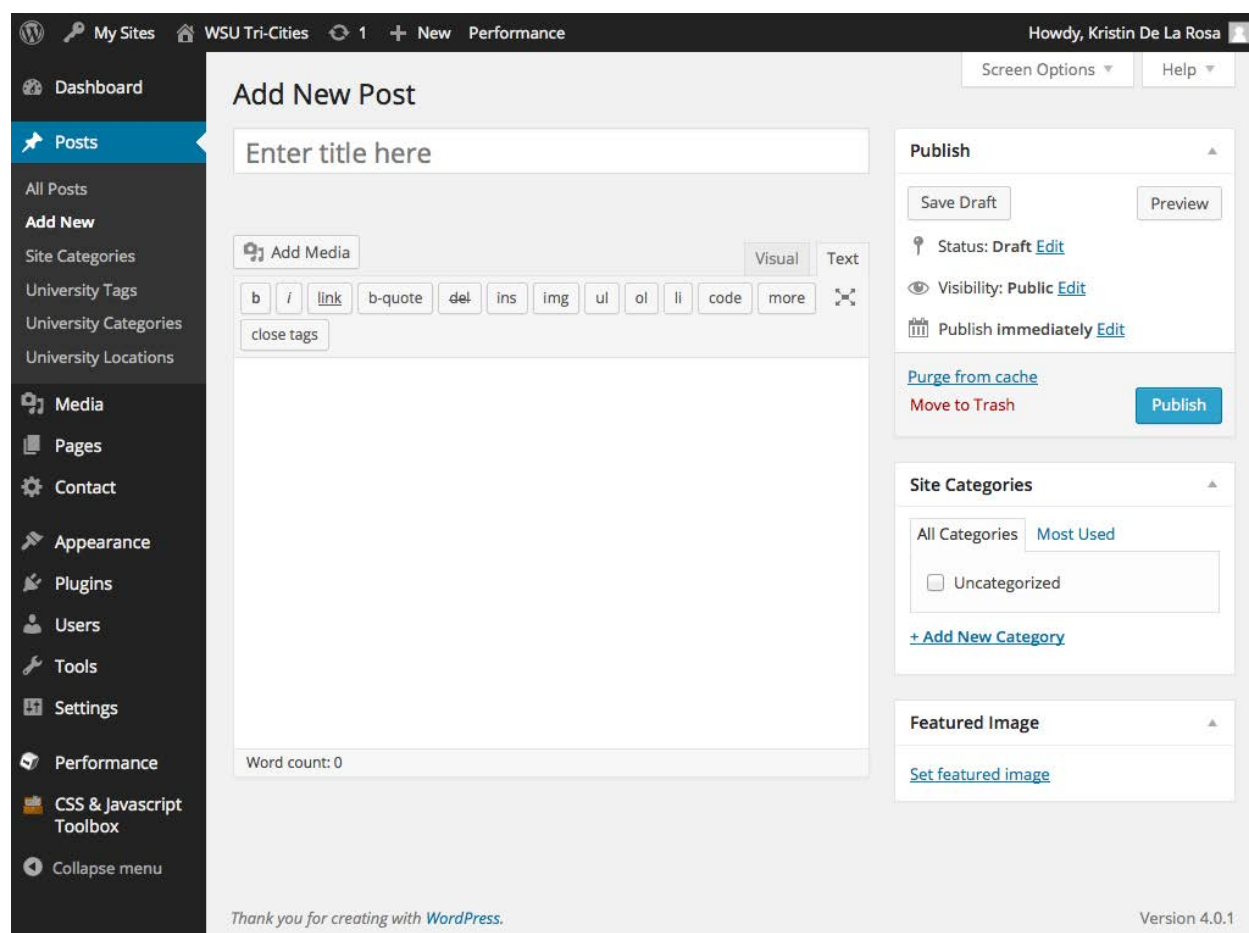 My Sites WSU Tri-Cities 1 + New Performance Howdy, Kristin De La Rosa
Screen Options Help
Dashboard
Posts
All Posts
Add New
Site Categories
University Tags
University Categories
University Locations
Media
Pages
Contact
Appearance
Plugins
Users
Tools
Settings
Performance
CSS & Javascript
Toolbox
Collapse menu
Add New Post
Enter title here
Add Media Visual Text
b i link b-quote del ins img ul ol li code more
close tags
Word count: 0
Publish
Save Draft Preview
Status: Draft Edit
Visibility: Public Edit
Publish immediately Edit
Purge from cache
Move to Trash Publish
Site Categories
All Categories Most Used
Uncategorized
+ Add New Category
Featured Image
Set featured image
Thank you for creating with WordPress. Version 4.0.1